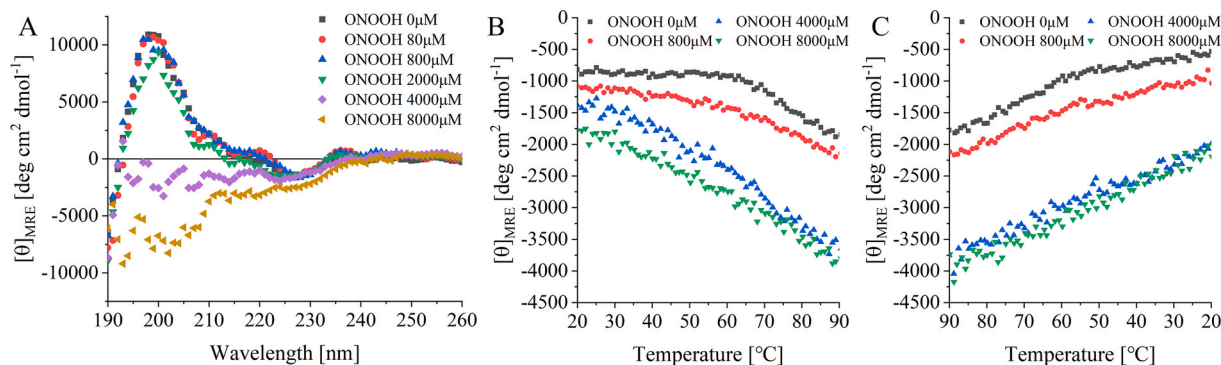 A
ONOOH 0μM
ONOOH 80μM
ONOOH 800μM
ONOOH 2000μM
ONOOH 4000μM
ONOOH 8000μM
10000
5000
0
-5000
-10000
[θ]MRE [deg cm² dmol⁻¹]
190 200 210 220 230 240 250 260
Wavelength [nm]
B
ONOOH 0μM ONOOH 4000μM
ONOOH 800μM ONOOH 8000μM
0
-500
-1000
-1500
-2000
-2500
-3000
-3500
-4000
-4500
[θ]MRE [deg cm² dmol⁻¹]
20 30 40 50 60 70 80 90
Temperature [℃]
C
ONOOH 0μM ONOOH 4000μM
ONOOH 800μM ONOOH 8000μM
0
-500
-1000
-1500
-2000
-2500
-3000
-3500
-4000
-4500
[θ]MRE [deg cm² dmol⁻¹]
90 80 70 60 50 40 30 20
Temperature [℃]